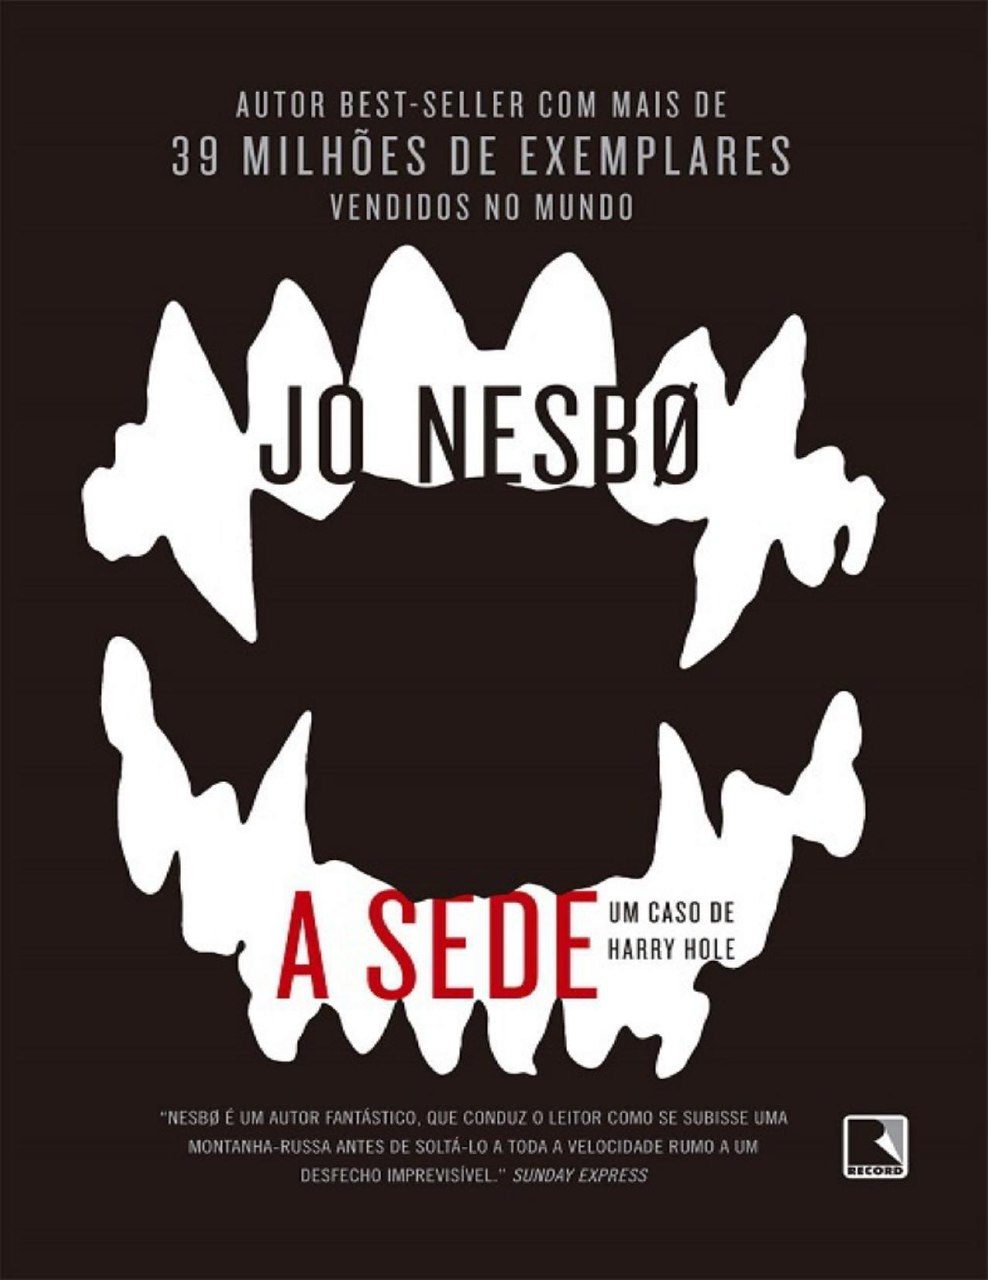 AUTOR BEST-SELLER COM MAIS DE
39 MILHÕES DE EXEMPLARES
VENDIDOS NO MUNDO
JO NESBØ
A SEDE
UM CASO DE
HARRY HOLE
“NESBØ É UM AUTOR FANTÁSTICO, QUE CONDUZ O LEITOR COMO SE SUBISSE UMA
MONTANHA-RUSSA ANTES DE SOLTÁ-LO A TODA A VELOCIDADE RUMO A UM
DESFECHO IMPREVISÍVEL.” SUNDAY EXPRESS
RECORD